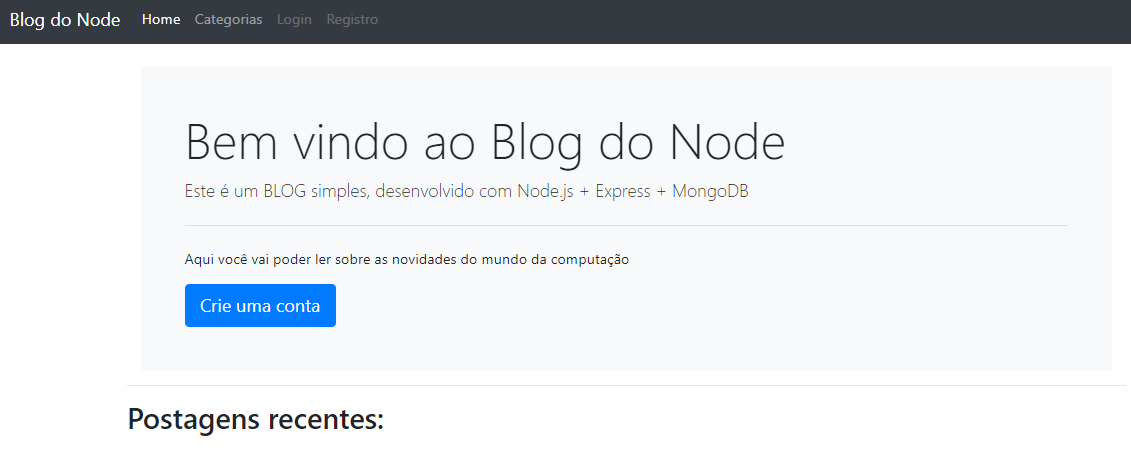 Blog do Node Home Categorias Login Registro
Bem vindo ao Blog do Node
Este é um BLOG simples, desenvolvido com Node.js + Express + MongoDB
Aqui você vai poder ler sobre as novidades do mundo da computação
Crie uma conta
Postagens recentes: